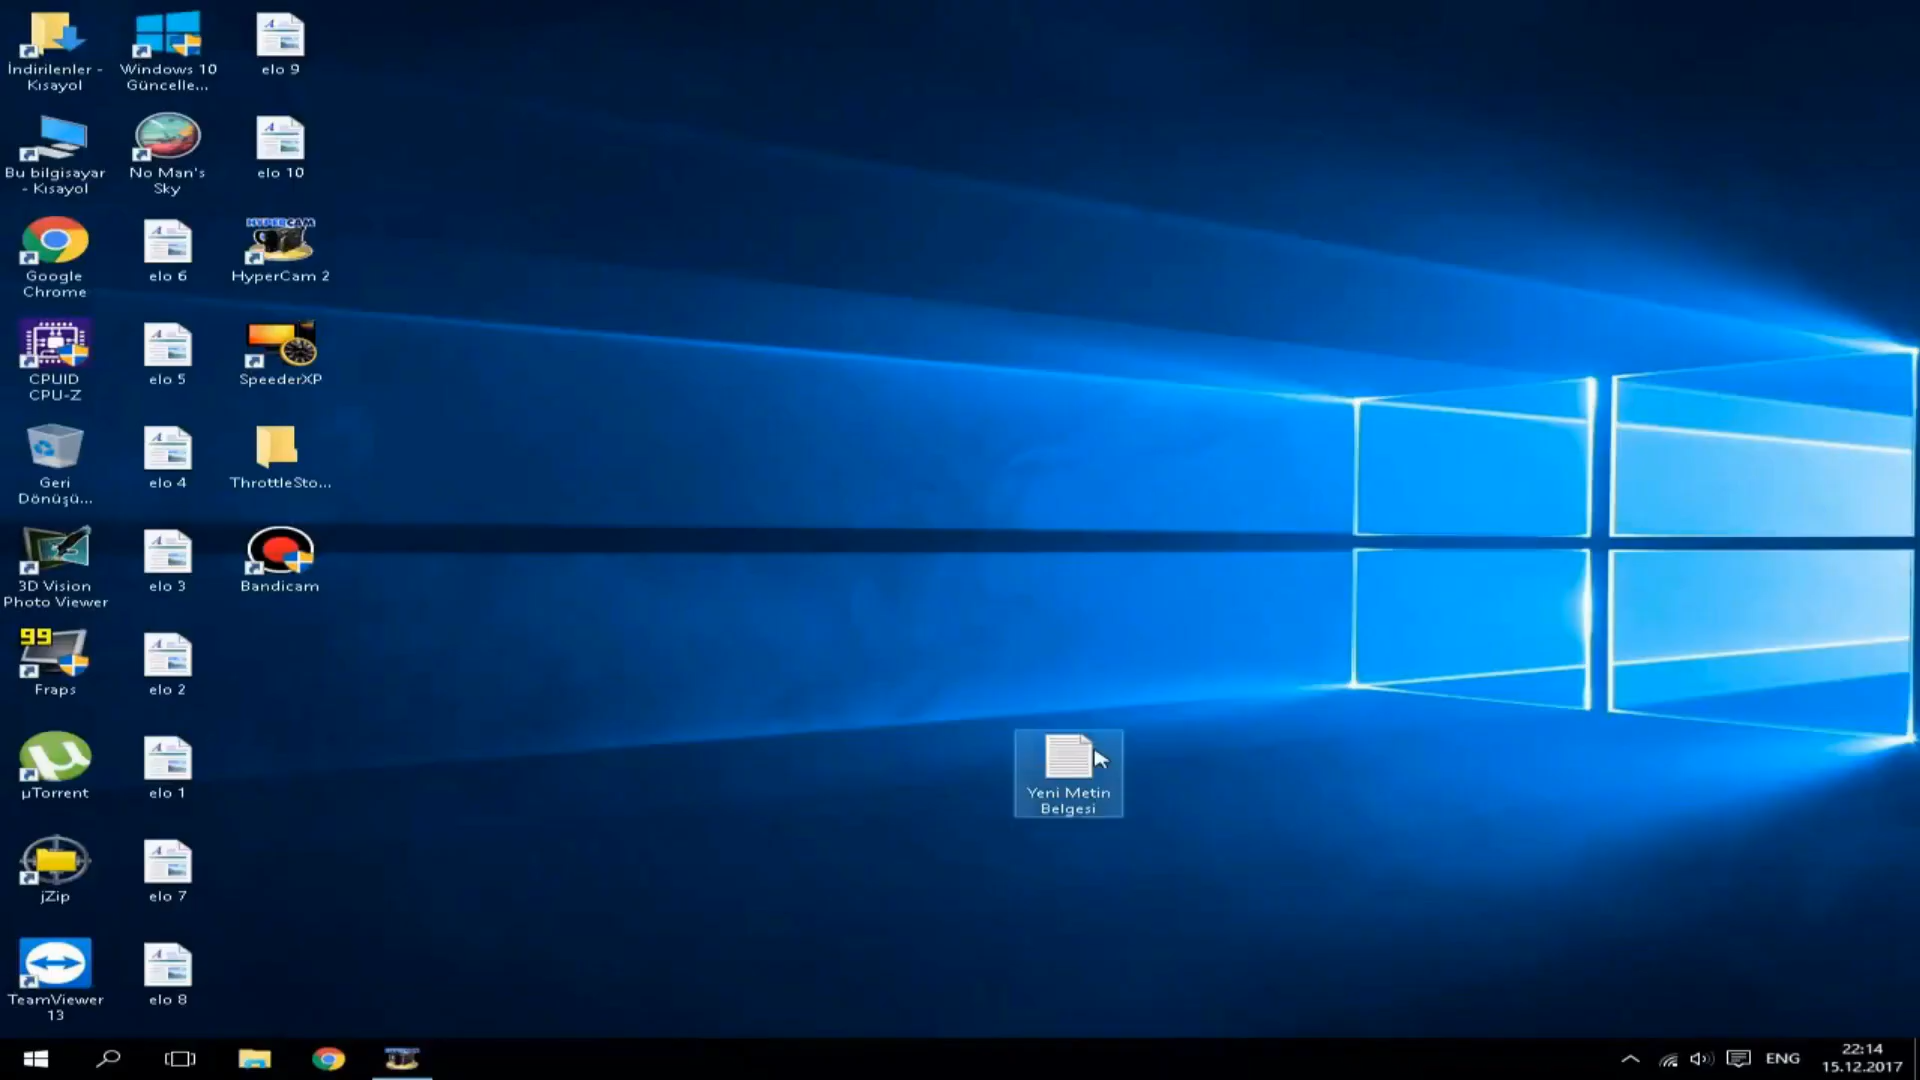 İndirilenler -
Kısayol
Windows 10
Güncelle...
elo 9
Bu bilgisayar
- Kısayol
No Man's
Sky
elo 10
Google
Chrome
elo 6
HYPERCAM
HyperCam 2
CPUID
CPU-Z
elo 5
SpeederXP
Geri
Dönüşü...
elo 4
ThrottleSto...
3D Vision
Photo Viewer
elo 3
Bandicam
99
Fraps
elo 2
µTorrent
elo 1
Yeni Metin
Belgesi
jZip
elo 7
TeamViewer
13
elo 8
ENG
22:14
15.12.2017